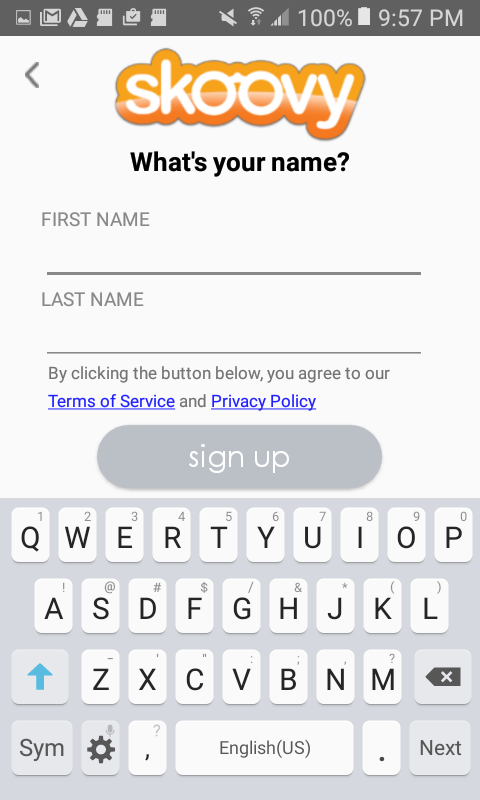 100% 9:57 PM
skoovy
What's your name?
FIRST NAME
LAST NAME
By clicking the button below, you agree to our
Terms of Service and Privacy Policy
sign up
1 2 3 4 5 6 7 8 9 0
Q W E R T Y U I O P
! @ # $ / & * ( )
A S D F G H J K L
- ' " : ; , ?
Z X C V B N M
Sym , ? English(US) . Next